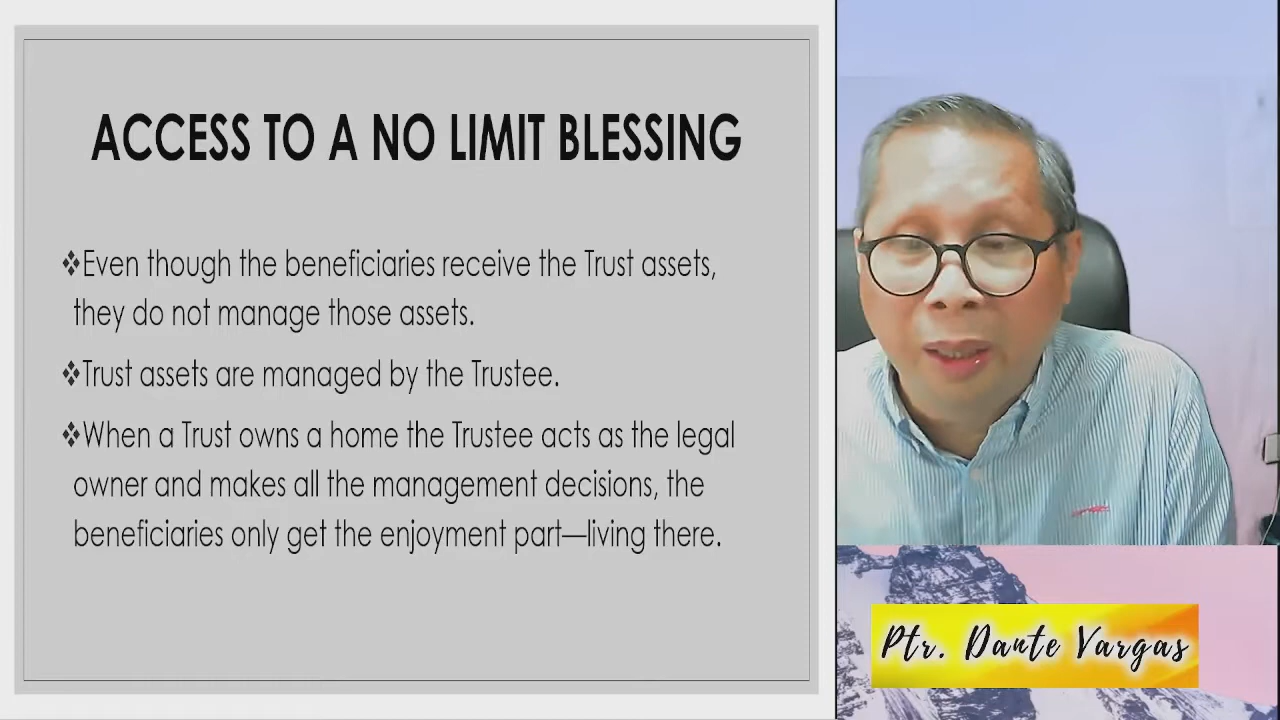 ACCESS TO A NO LIMIT BLESSING
❖Even though the beneficiaries receive the Trust assets,
they do not manage those assets.
❖Trust assets are managed by the Trustee.
❖When a Trust owns a home the Trustee acts as the legal
owner and makes all the management decisions, the
beneficiaries only get the enjoyment part—living there.
Ptr. Dante Vargas